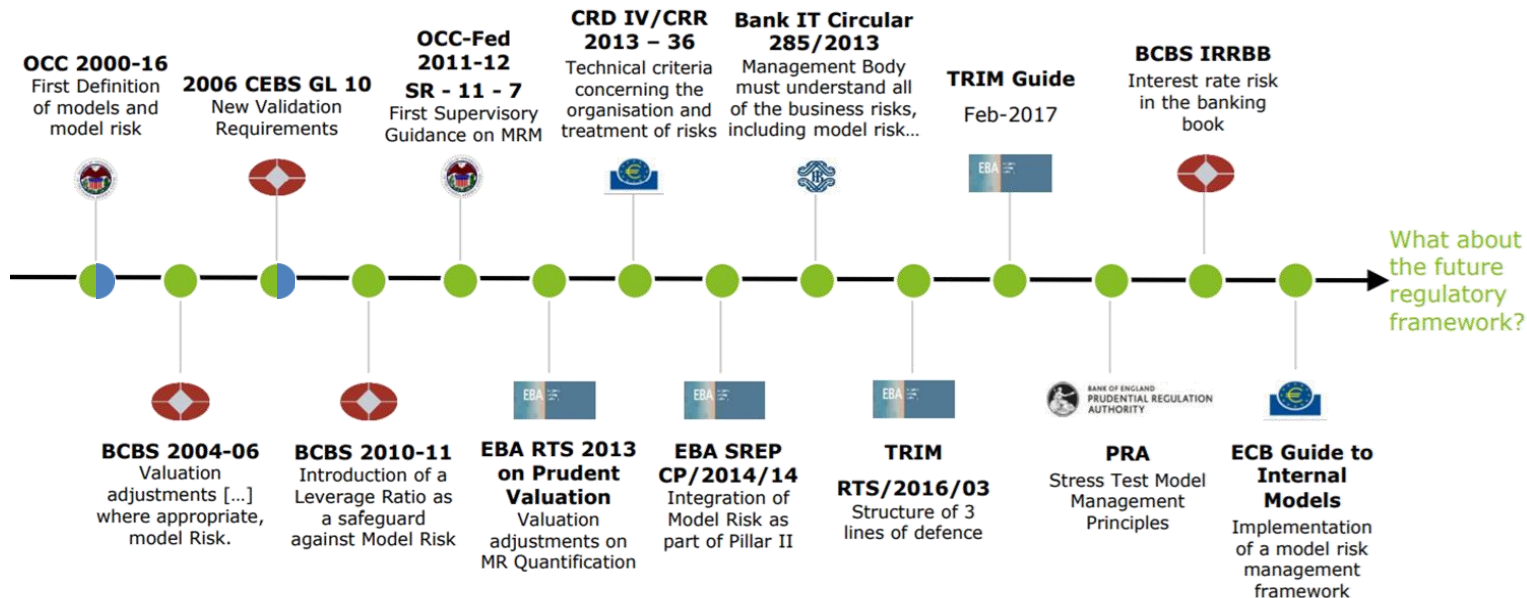 OCC 2000-16
First Definition
of models and
model risk
2006 CEBS GL 10
New Validation
Requirements
OCC-Fed
2011-12
SR - 11 - 7
First Supervisory
Guidance on MRM
CRD IV/CRR
2013 – 36
Technical criteria
concerning the
organisation and
treatment of risks
Bank IT Circular
285/2013
Management Body
must understand all
of the business risks,
including model risk…
TRIM Guide
Feb-2017
BCBS IRRBB
Interest rate risk
in the banking
book
What about
the future
regulatory
framework?
BCBS 2004-06
Valuation
adjustments […]
where appropriate,
model Risk.
BCBS 2010-11
Introduction of a
Leverage Ratio as
a safeguard
against Model Risk
EBA
EBA RTS 2013
on Prudent
Valuation
Valuation
adjustments on
MR Quantification
EBA
EBA SREP
CP/2014/14
Integration of
Model Risk as
part of Pillar II
EBA
TRIM
RTS/2016/03
Structure of 3
lines of defence
EBA
BANK OF ENGLAND
PRUDENTIAL REGULATION
AUTHORITY
PRA
Stress Test Model
Management
Principles
ECB Guide to
Internal
Models
Implementation
of a model risk
management
framework